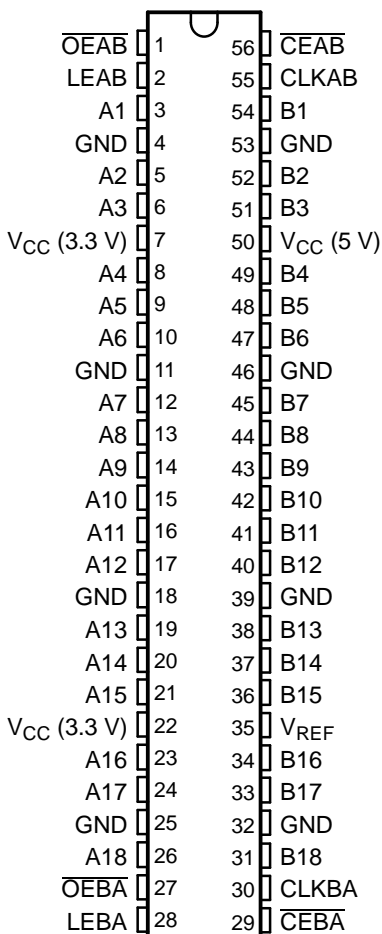 O̅E̅A̅B̅ 1 56 C̅E̅A̅B̅
LEAB 2 55 CLKAB
A1 3 54 B1
GND 4 53 GND
A2 5 52 B2
A3 6 51 B3
VCC (3.3 V) 7 50 VCC (5 V)
A4 8 49 B4
A5 9 48 B5
A6 10 47 B6
GND 11 46 GND
A7 12 45 B7
A8 13 44 B8
A9 14 43 B9
A10 15 42 B10
A11 16 41 B11
A12 17 40 B12
GND 18 39 GND
A13 19 38 B13
A14 20 37 B14
A15 21 36 B15
VCC (3.3 V) 22 35 VREF
A16 23 34 B16
A17 24 33 B17
GND 25 32 GND
A18 26 31 B18
O̅E̅B̅A̅ 27 30 CLKBA
LEBA 28 29 C̅E̅B̅A̅